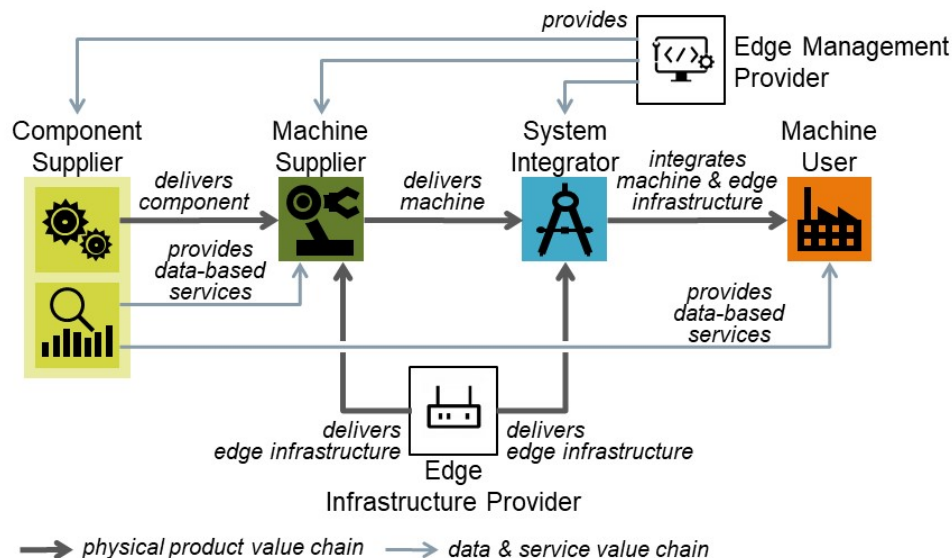 provides
Edge Management
Provider
Component
Supplier
Machine
Supplier
System
Integrator
Machine
User
delivers
component
delivers
machine
integrates
machine & edge
infrastructure
provides
data-based
services
provides
data-based
services
delivers
edge infrastructure
delivers
edge infrastructure
Edge
Infrastructure Provider
physical product value chain
data & service value chain